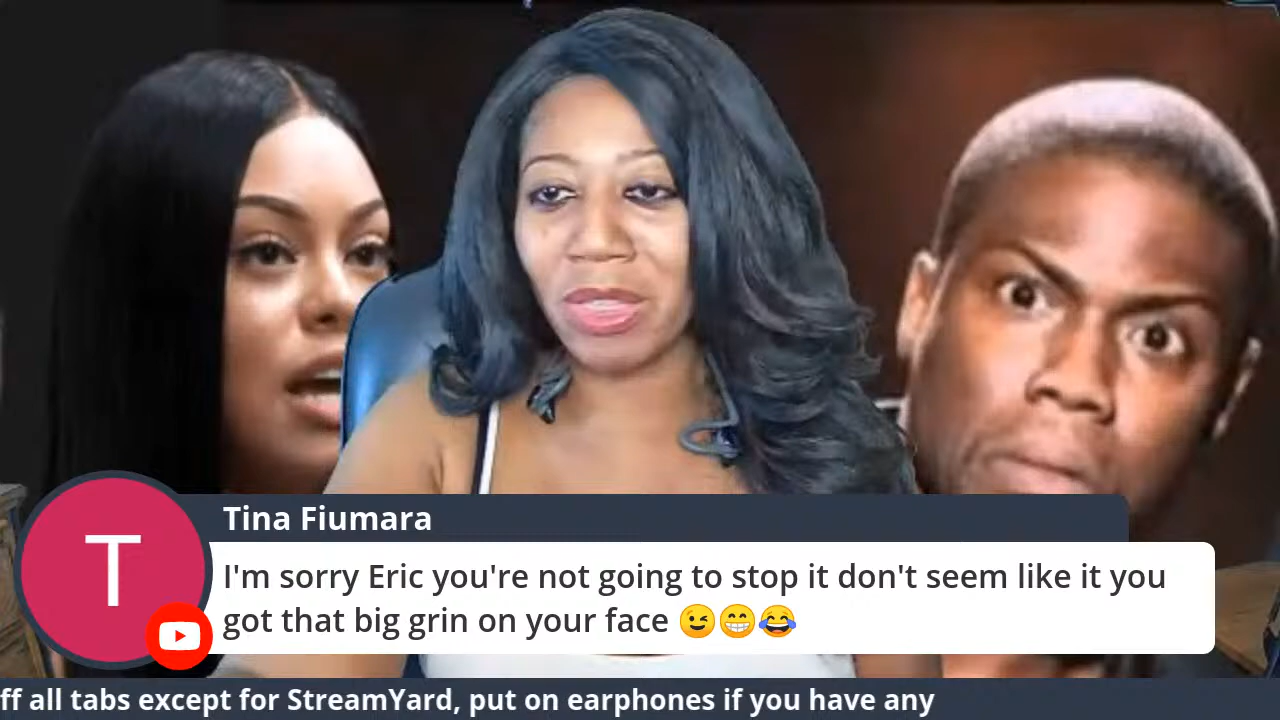 Tina Fiumara
T
I'm sorry Eric you're not going to stop it don't seem like it you
got that big grin on your face 😉😁😂
ff all tabs except for StreamYard, put on earphones if you have any